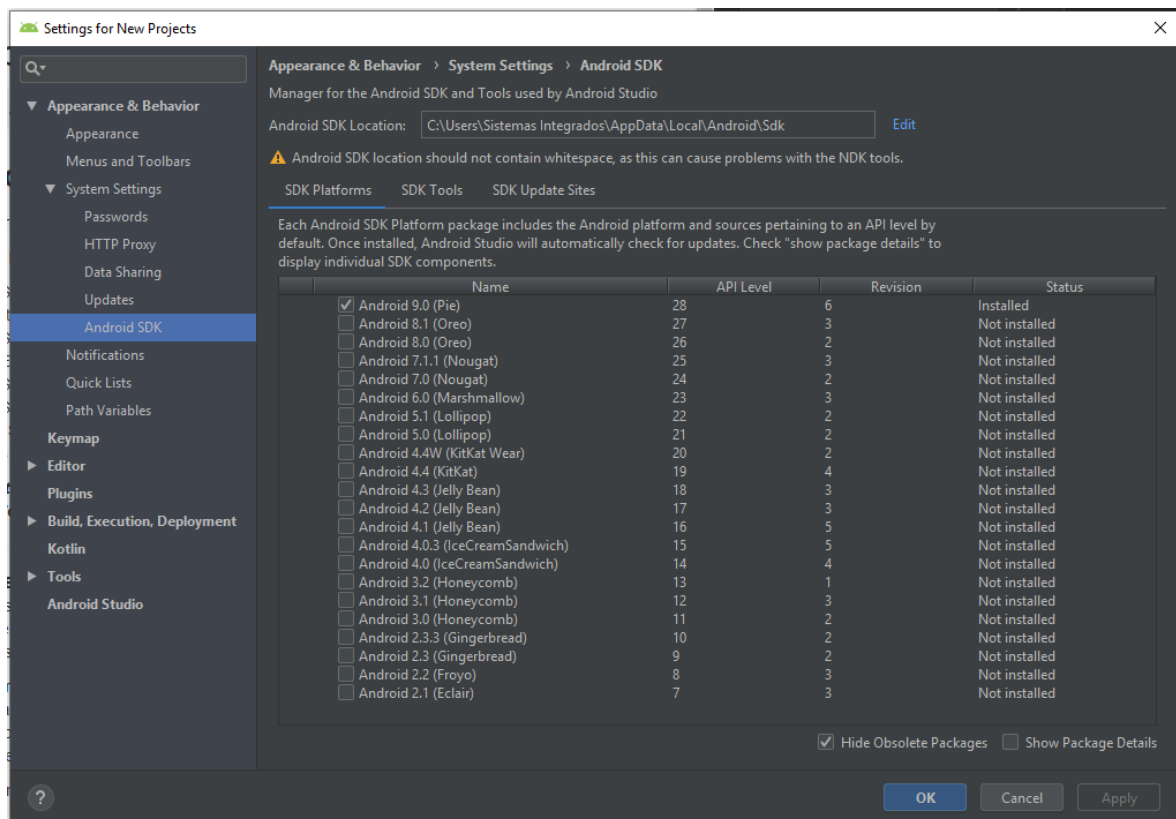 Settings for New Projects
Appearance & Behavior
Appearance
Menus and Toolbars
System Settings
Passwords
HTTP Proxy
Data Sharing
Updates
Android SDK
Notifications
Quick Lists
Path Variables
Keymap
Editor
Plugins
Build, Execution, Deployment
Kotlin
Tools
Android Studio
Appearance & Behavior › System Settings › Android SDK
Manager for the Android SDK and Tools used by Android Studio
Android SDK Location: C:\Users\Sistemas Integrados\AppData\Local\Android\Sdk Edit
Android SDK location should not contain whitespace, as this can cause problems with the NDK tools.
SDK Platforms SDK Tools SDK Update Sites
Each Android SDK Platform package includes the Android platform and sources pertaining to an API level by
default. Once installed, Android Studio will automatically check for updates. Check "show package details" to
display individual SDK components.
Name API Level Revision Status
Android 9.0 (Pie) 28 6 Installed
Android 8.1 (Oreo) 27 3 Not installed
Android 8.0 (Oreo) 26 2 Not installed
Android 7.1.1 (Nougat) 25 3 Not installed
Android 7.0 (Nougat) 24 2 Not installed
Android 6.0 (Marshmallow) 23 3 Not installed
Android 5.1 (Lollipop) 22 2 Not installed
Android 5.0 (Lollipop) 21 2 Not installed
Android 4.4W (KitKat Wear) 20 2 Not installed
Android 4.4 (KitKat) 19 4 Not installed
Android 4.3 (Jelly Bean) 18 3 Not installed
Android 4.2 (Jelly Bean) 17 3 Not installed
Android 4.1 (Jelly Bean) 16 5 Not installed
Android 4.0.3 (IceCreamSandwich) 15 5 Not installed
Android 4.0 (IceCreamSandwich) 14 4 Not installed
Android 3.2 (Honeycomb) 13 1 Not installed
Android 3.1 (Honeycomb) 12 3 Not installed
Android 3.0 (Honeycomb) 11 2 Not installed
Android 2.3.3 (Gingerbread) 10 2 Not installed
Android 2.3 (Gingerbread) 9 2 Not installed
Android 2.2 (Froyo) 8 3 Not installed
Android 2.1 (Eclair) 7 3 Not installed
Hide Obsolete Packages Show Package Details
? OK Cancel Apply